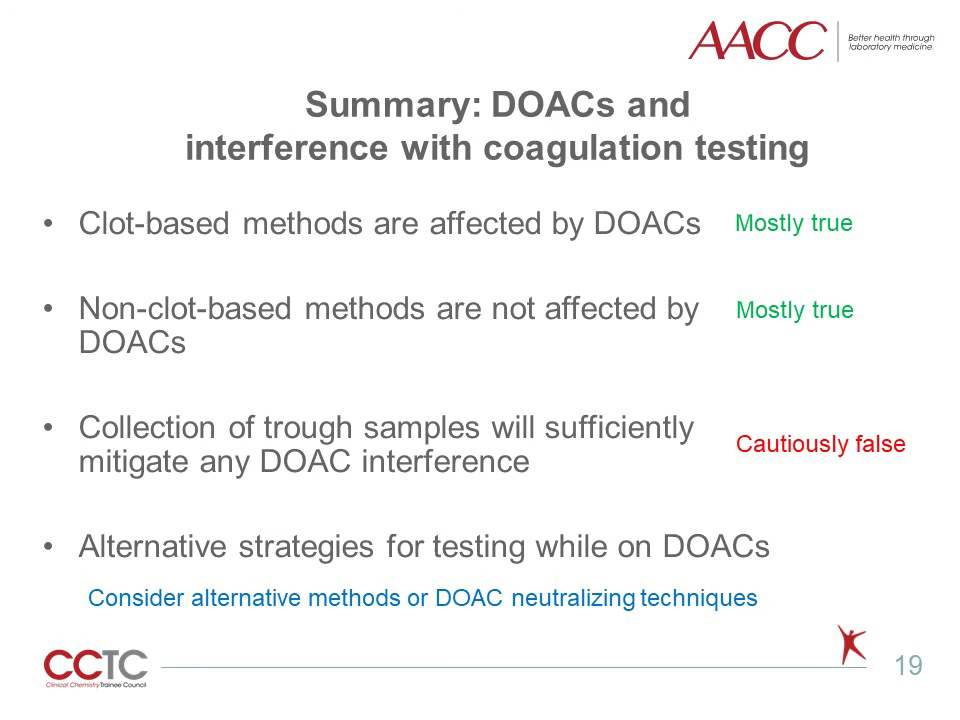 AACC
Better health through
laboratory medicine.
Summary: DOACs and
interference with coagulation testing
• Clot-based methods are affected by DOACs Mostly true
• Non-clot-based methods are not affected by Mostly true
DOACs
• Collection of trough samples will sufficiently
mitigate any DOAC interference
Cautiously false
• Alternative strategies for testing while on DOACs
Consider alternative methods or DOAC neutralizing techniques
CCTC
Clinical Chemistry Trainee Council
19